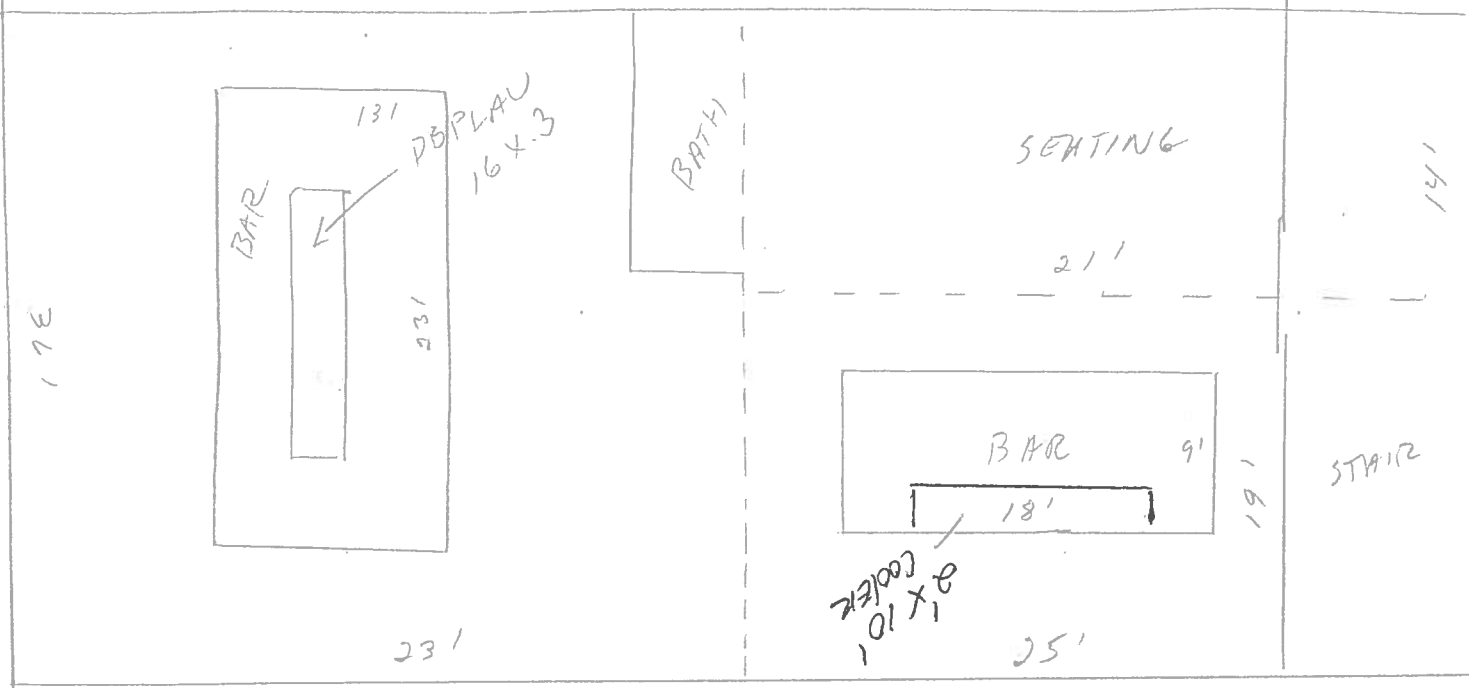 13'
DISPLAY
16 X 3
BAR
23'
BATH
SEATING
14'
21'
BAR
9'
18'
19'
STAIR
2' X 10'
COOlER
23'
25'